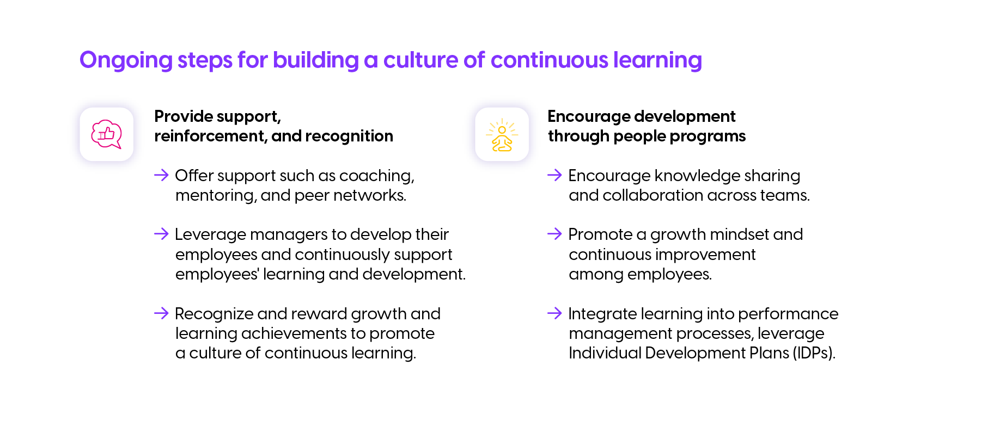 Ongoing steps for building a culture of continuous learning
Provide support,
reinforcement, and recognition
→ Offer support such as coaching,
mentoring, and peer networks.
→ Leverage managers to develop their
employees and continuously support
employees' learning and development.
→ Recognize and reward growth and
learning achievements to promote
a culture of continuous learning.
Encourage development
through people programs
→ Encourage knowledge sharing
and collaboration across teams.
→ Promote a growth mindset and
continuous improvement
among employees.
→ Integrate learning into performance
management processes, leverage
Individual Development Plans (IDPs).